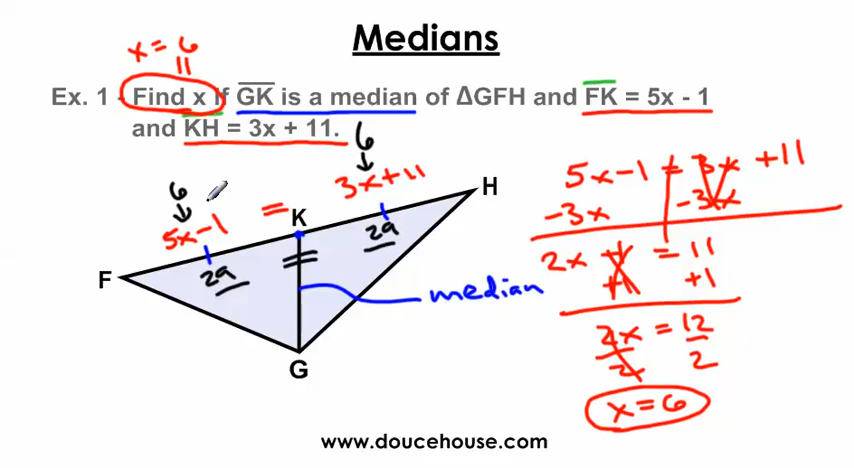 Medians
x = 6
11
Ex. 1 - Find x if GK is a median of ΔGFH and FK = 5x - 1
and KH = 3x + 11.
6
3x+11
6
5x-1
=
K
H
F
G
29
29
median
5x-1 = 3x +11
-3x -3x
2x -1 = 11
+1 +1
2x = 12
2 2
x = 6
www.doucehouse.com